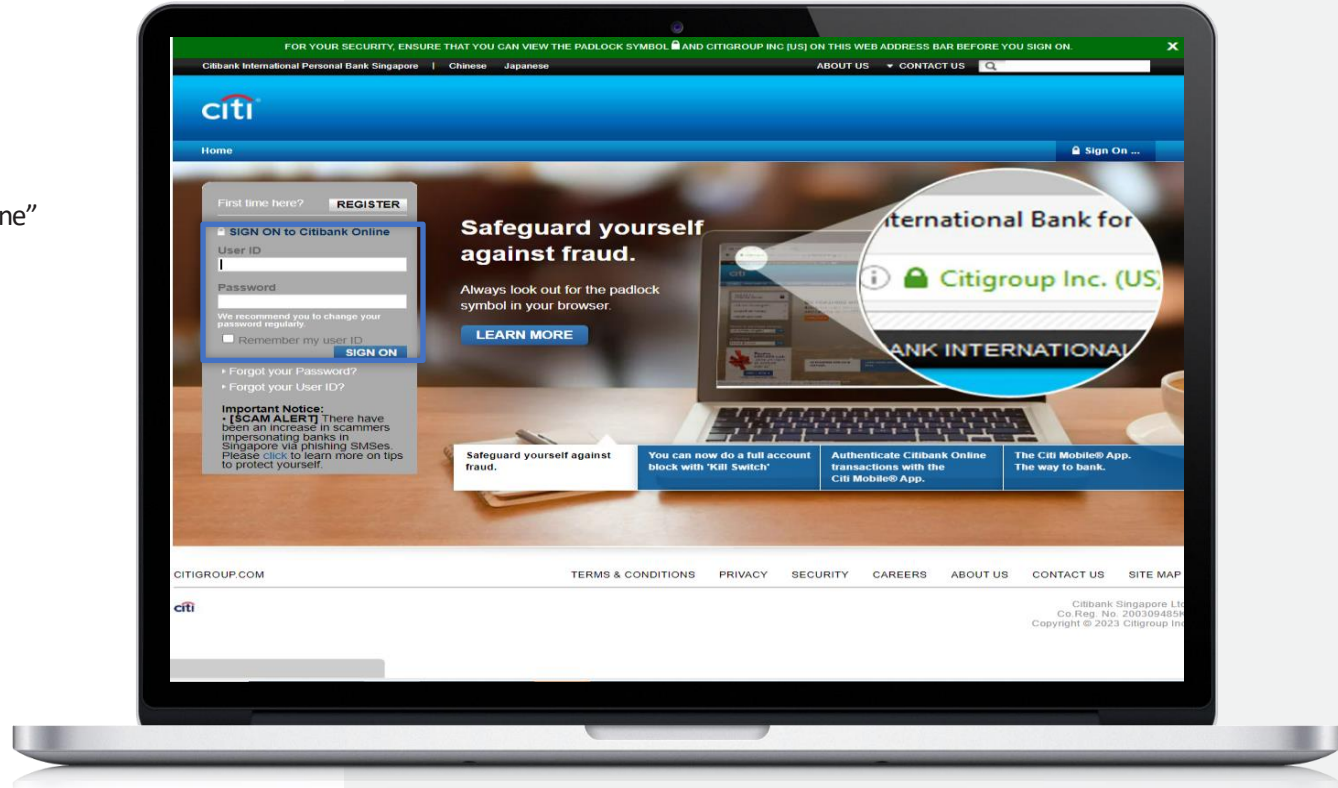 ne”
FOR YOUR SECURITY, ENSURE THAT YOU CAN VIEW THE PADLOCK SYMBOL AND CITIGROUP INC [US] ON THIS WEB ADDRESS BAR BEFORE YOU SIGN ON. X
Citibank International Personal Bank Singapore | Chinese Japanese ABOUT US CONTACT US
citi
Home Sign On ...
First time here? REGISTER
SIGN ON to Citibank Online
User ID
Password
We recommend you to change your
password regularly.
Remember my user ID
SIGN ON
Forgot your Password?
Forgot your User ID?
Important Notice:
• [SCAM ALERT] There have
been an increase in scammers
impersonating banks in
Singapore via phishing SMSes.
Please click to learn more on tips
to protect yourself.
Safeguard yourself
against fraud.
Always look out for the padlock
symbol in your browser.
LEARN MORE
citi
ternational Bank for
Citigroup Inc. (US)
ANK INTERNATIONAL
Safeguard yourself against
fraud.
You can now do a full account
block with 'Kill Switch'
Authenticate Citibank Online
transactions with the
Citi Mobile® App.
The Citi Mobile® App.
The way to bank.
CITIGROUP.COM TERMS & CONDITIONS PRIVACY SECURITY CAREERS ABOUT US CONTACT US SITE MAP
citi
Citibank Singapore Ltd
Co.Reg. No. 200309485K
Copyright © 2023 Citigroup Inc